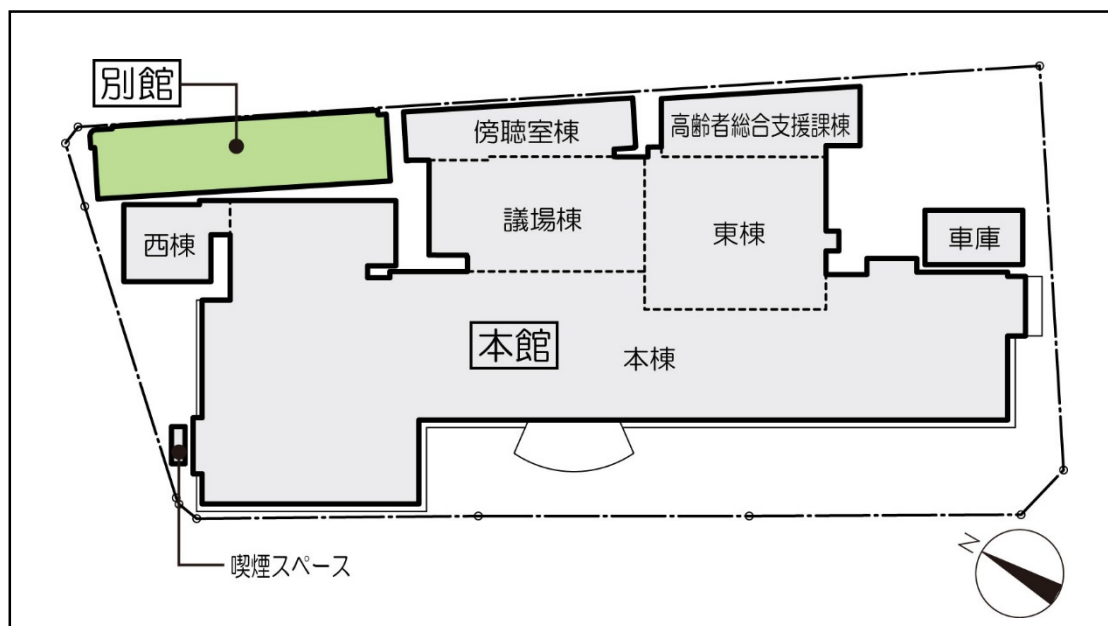 別館
傍聴室棟
高齢者総合支援課棟
西棟
議場棟
東棟
車庫
本館
本棟
喫煙スペース
N